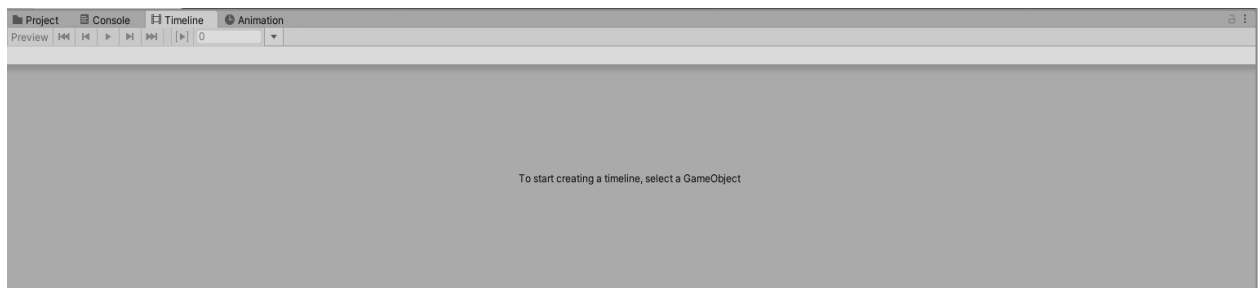 Project Console Timeline Animation
Preview 0
To start creating a timeline, select a GameObject